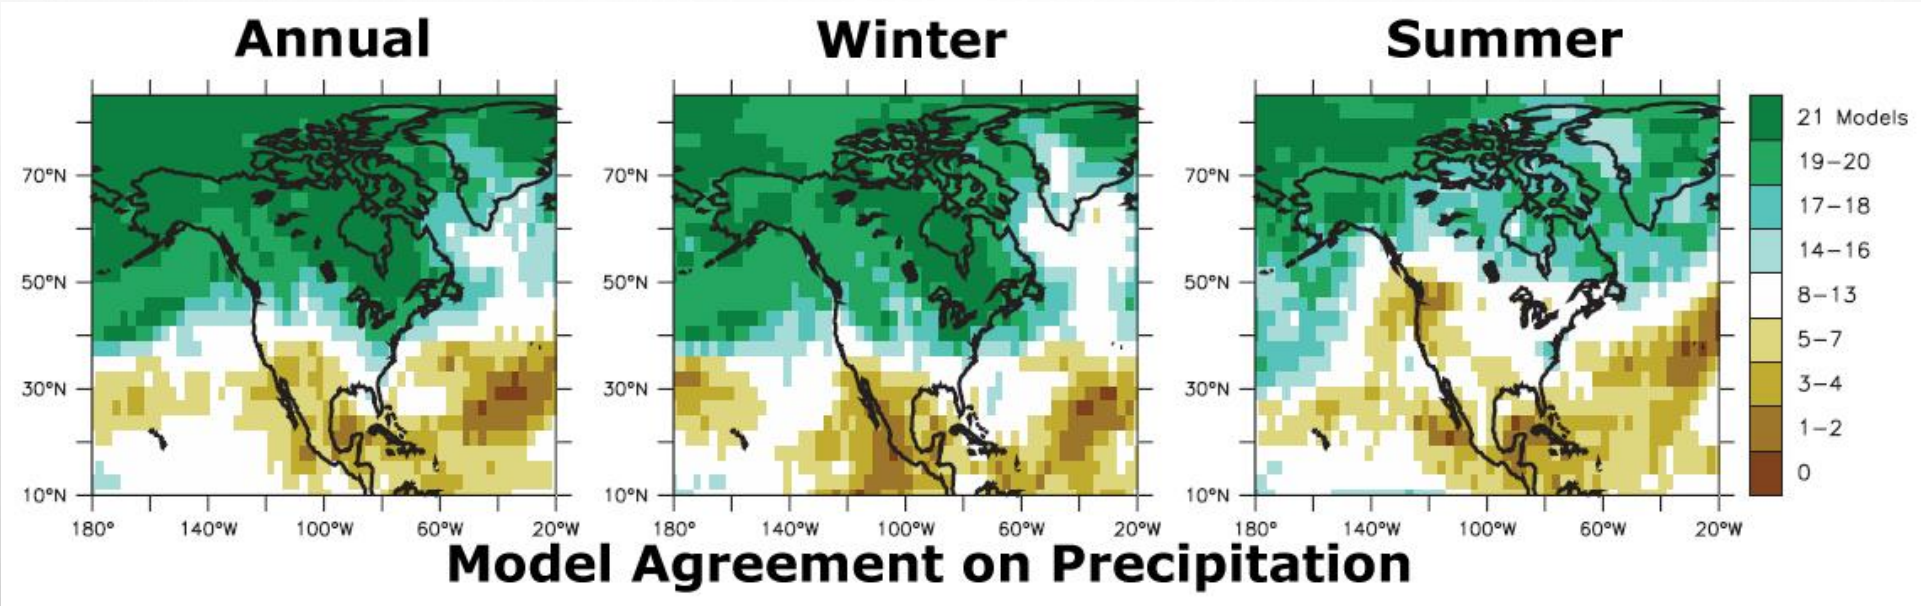 Annual Winter Summer
70°N 70°N 70°N
50°N 50°N 50°N
30°N 30°N 30°N
10°N 10°N 10°N
180° 140°W 100°W 60°W 20°W 180° 140°W 100°W 60°W 20°W 180° 140°W 100°W 60°W 20°W
21 Models
19-20
17-18
14-16
8-13
5-7
3-4
1-2
0
Model Agreement on Precipitation